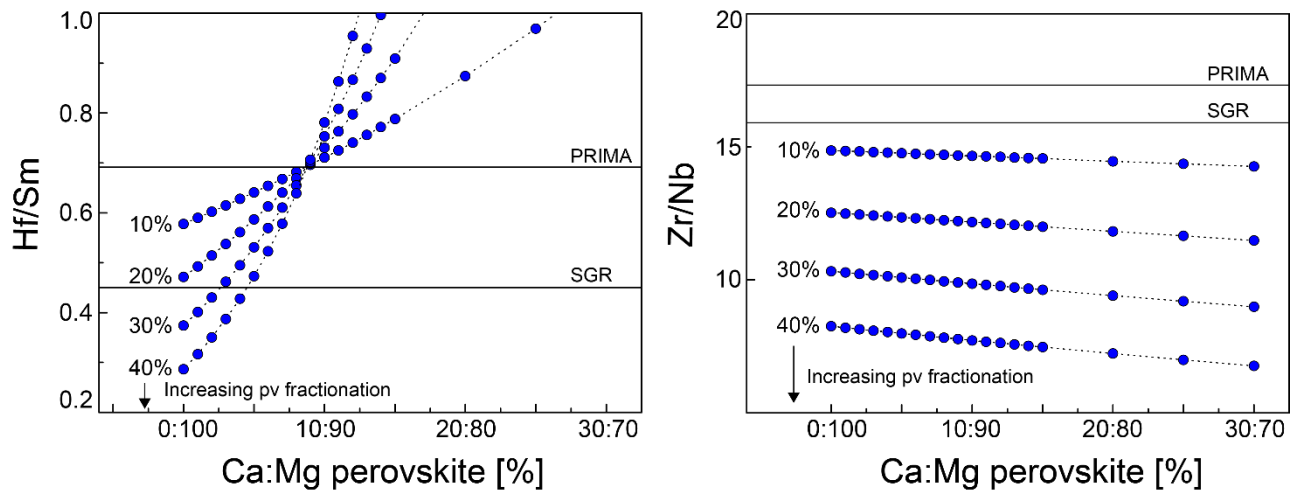 1.0
0.8
0.6
0.4
0.2
Hf/Sm
PRIMA
SGR
10%
20%
30%
40%
Increasing pv fractionation
0:100
10:90
20:80
30:70
Ca:Mg perovskite [%]
20
15
10
Zr/Nb
PRIMA
SGR
10%
20%
30%
40%
Increasing pv fractionation
0:100
10:90
20:80
30:70
Ca:Mg perovskite [%]